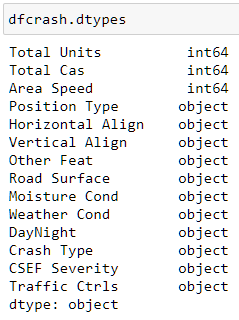 dfcrash.dtypes
Total Units          int64
Total Cas            int64
Area Speed           int64
Position Type       object
Horizontal Align    object
Vertical Align      object
Other Feat          object
Road Surface        object
Moisture Cond       object
Weather Cond        object
DayNight            object
Crash Type          object
CSEF Severity       object
Traffic Ctrls       object
dtype: object